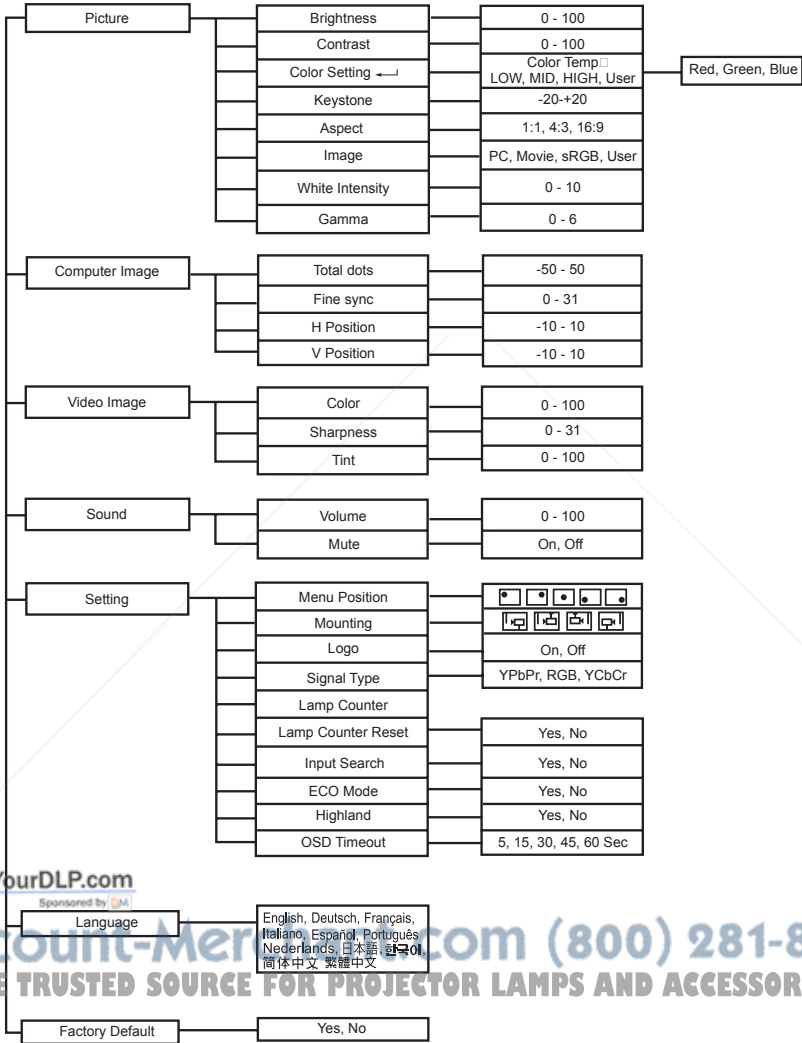 Picture
Brightness
0 - 100
Contrast
0 - 100
Color Setting
Color Temp
LOW, MID, HIGH, User
Red, Green, Blue
Keystone
-20-+20
Aspect
1:1, 4:3, 16:9
Image
PC, Movie, sRGB, User
White Intensity
0 - 10
Gamma
0 - 6
Computer Image
Total dots
-50 - 50
Fine sync
0 - 31
H Position
-10 - 10
V Position
-10 - 10
Video Image
Color
0 - 100
Sharpness
0 - 31
Tint
0 - 100
Sound
Volume
0 - 100
Mute
On, Off
Setting
Menu Position
Mounting
Logo
On, Off
Signal Type
YPbPr, RGB, YCbCr
Lamp Counter
Lamp Counter Reset
Yes, No
Input Search
Yes, No
ECO Mode
Yes, No
Highland
Yes, No
OSD Timeout
5, 15, 30, 45, 60 Sec
YourDLP.com
Sponsored by DM
Language
English, Deutsch, Français,
Italiano, Español, Português
Nederlands, 日本語, 한국어,
简体中文 繁體中文
count-Merchant.com (800) 281-8
E TRUSTED SOURCE FOR PROJECTOR LAMPS AND ACCESSOR
Factory Default
Yes, No